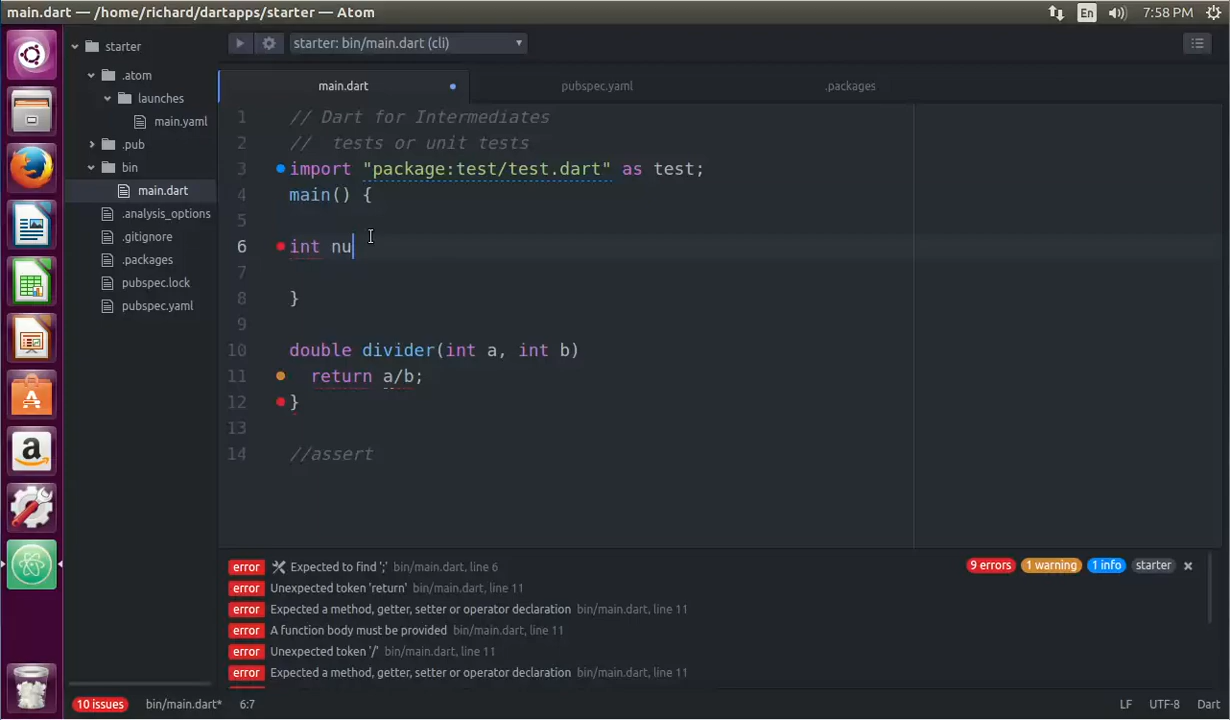 main.dart — /home/richard/dartapps/starter — Atom
En
7:58 PM
starter
.atom
launches
main.yaml
.pub
bin
main.dart
.analysis_options
.gitignore
.packages
pubspec.lock
pubspec.yaml
starter: bin/main.dart (cli)
main.dart
pubspec.yaml
.packages
1 // Dart for Intermediates
2 //  tests or unit tests
3 import "package:test/test.dart" as test;
4 main() {
5
6 int nu
7
8 }
9
10 double divider(int a, int b)
11   return a/b;
12 }
13
14 //assert
error Expected to find ';' bin/main.dart, line 6
9 errors 1 warning 1 info starter
error Unexpected token 'return' bin/main.dart, line 11
error Expected a method, getter, setter or operator declaration bin/main.dart, line 11
error A function body must be provided bin/main.dart, line 11
error Unexpected token '/' bin/main.dart, line 11
error Expected a method, getter, setter or operator declaration bin/main.dart, line 11
10 issues bin/main.dart* 6:7
LF UTF-8 Dart